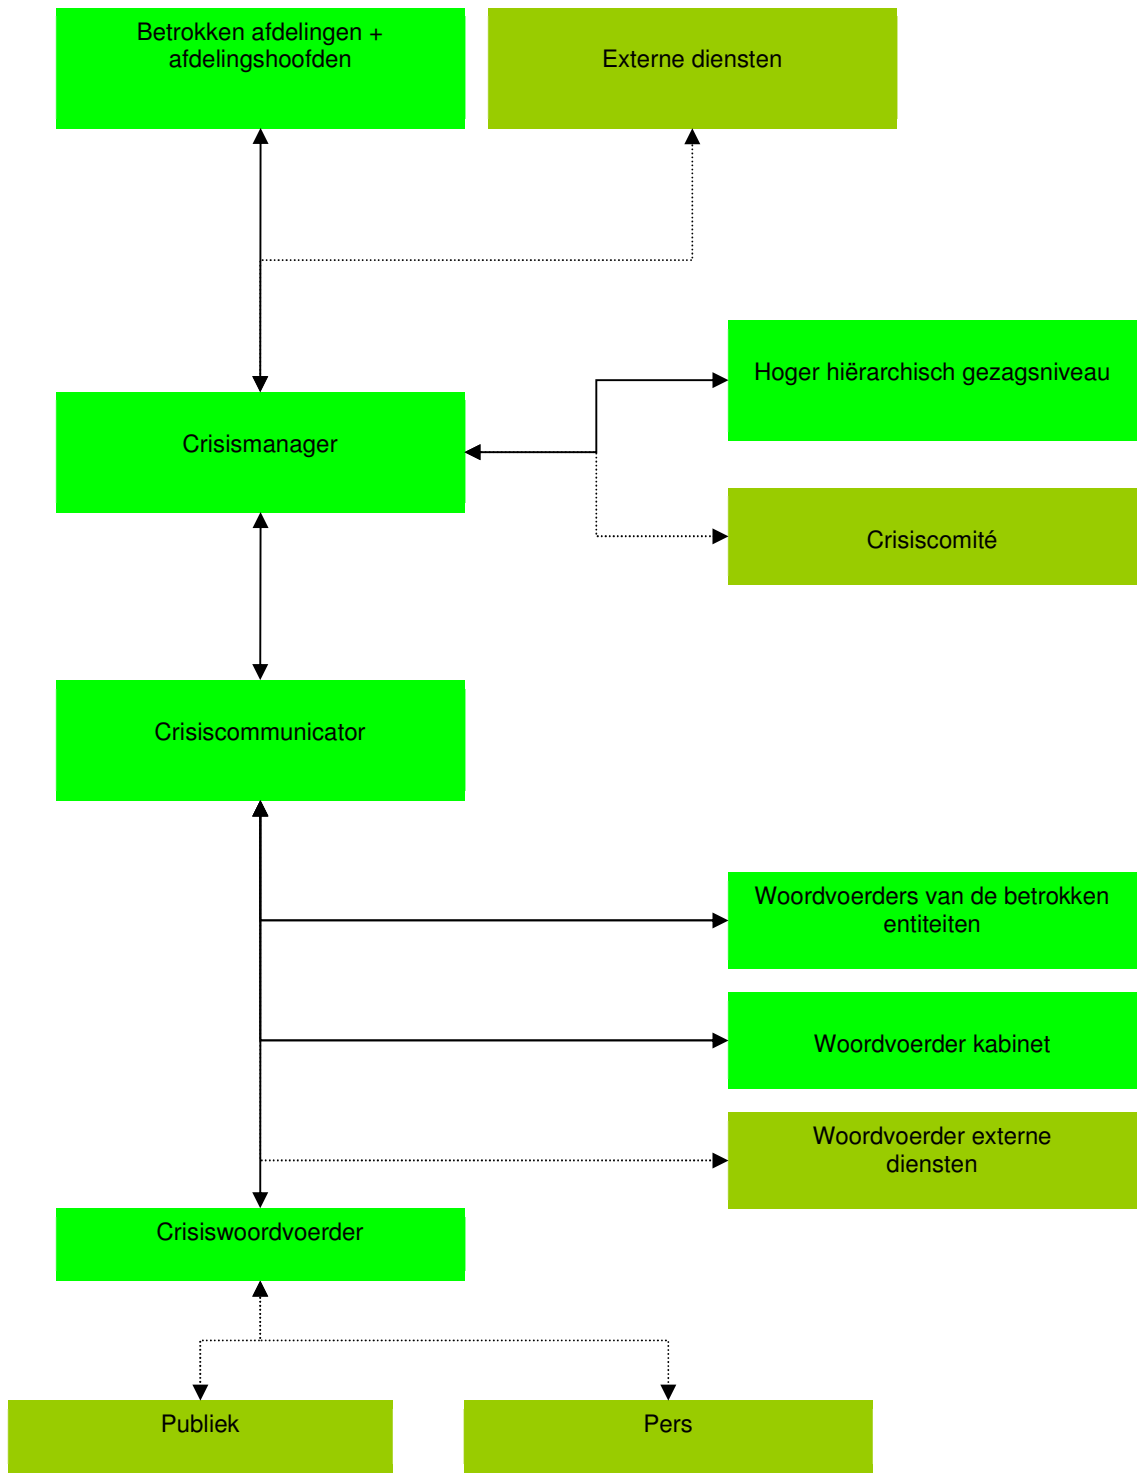 Betrokken afdelingen +
afdelingshoofden
Externe diensten
Hoger hiërarchisch gezagsniveau
Crisismanager
Crisiscomité
Crisiscommunicator
Woordvoerders van de betrokken
entiteiten
Woordvoerder kabinet
Woordvoerder externe
diensten
Crisiswoordvoerder
Publiek
Pers